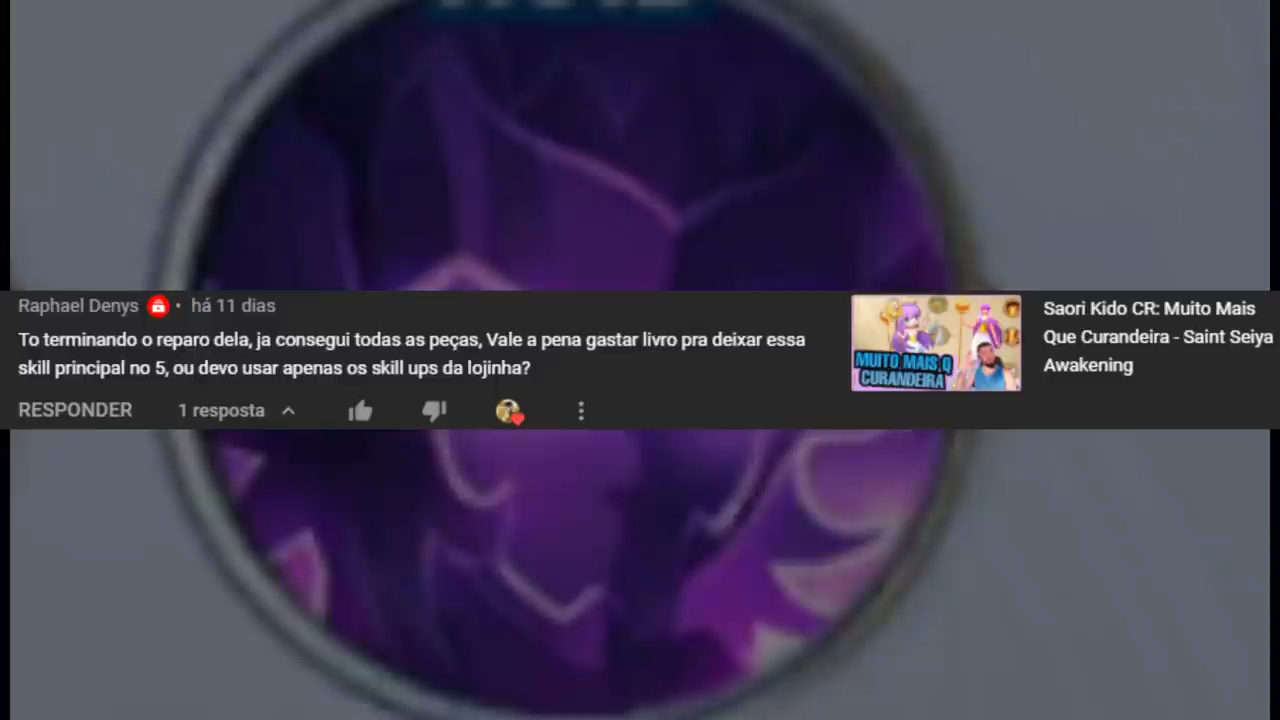 Raphael Denys • há 11 dias
To terminando o reparo dela, ja consegui todas as peças, Vale a pena gastar livro pra deixar essa
skill principal no 5, ou devo usar apenas os skill ups da lojinha?
RESPONDER 1 resposta
MUITO MAIS Q
CURANDEIRA
Saori Kido CR: Muito Mais
Que Curandeira - Saint Seiya
Awakening